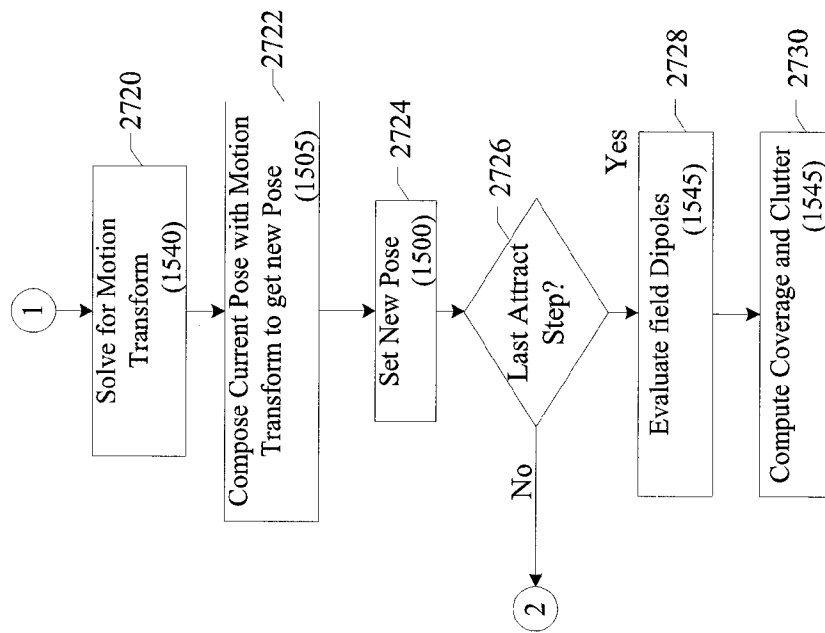 1
2720
Solve for Motion
Transform
(1540)
2722
Compose Current Pose with Motion
Transform to get new Pose
(1505)
2724
Set New Pose
(1500)
2726
Last Attract
Step?
No
2
Yes
2728
Evaluate field Dipoles
(1545)
2730
Compute Coverage and Clutter
(1545)